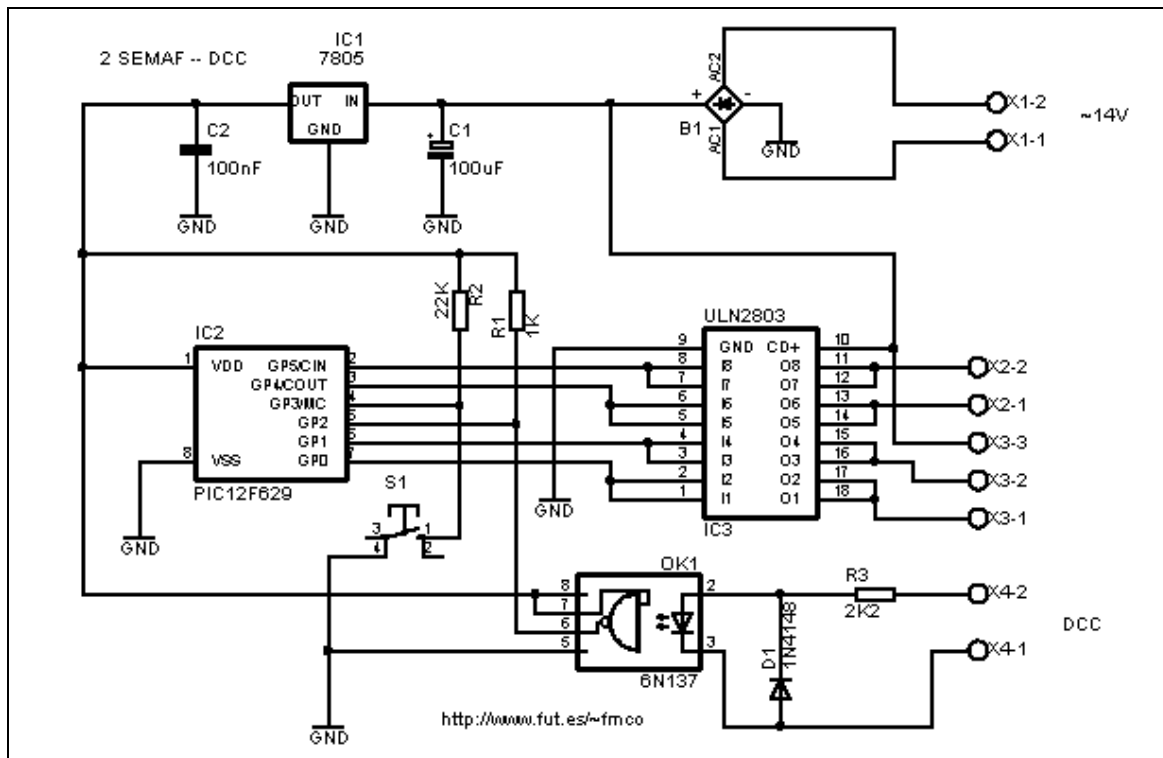 2 SEMAF -- DCC
IC1
7805
OUT IN
GND
C2
100nF
C1
100uF
GND
GND
GND
+ -
AC2
AC1
B1
GND
X1-2
X1-1
~14V
22K
R2
R1
1K
IC2
VDD
VSS
GP5/CIN
GP4/COUT
GP3/MC
GP2
GP1
GP0
1
8
2
3
4
5
6
7
PIC12F629
GND
S1
3
4
1
2
ULN2803
9
8
7
6
5
4
3
2
1
GND
I8
I7
I6
I5
I4
I3
I2
I1
CD+
O8
O7
O6
O5
O4
O3
O2
O1
10
11
12
13
14
15
16
17
18
IC3
GND
X2-2
X2-1
X3-3
X3-2
X3-1
OK1
8
7
6
5
2
3
6N137
R3
2K2
D1
1N4148
X4-2
X4-1
DCC
GND
http://www.fut.es/~fmco